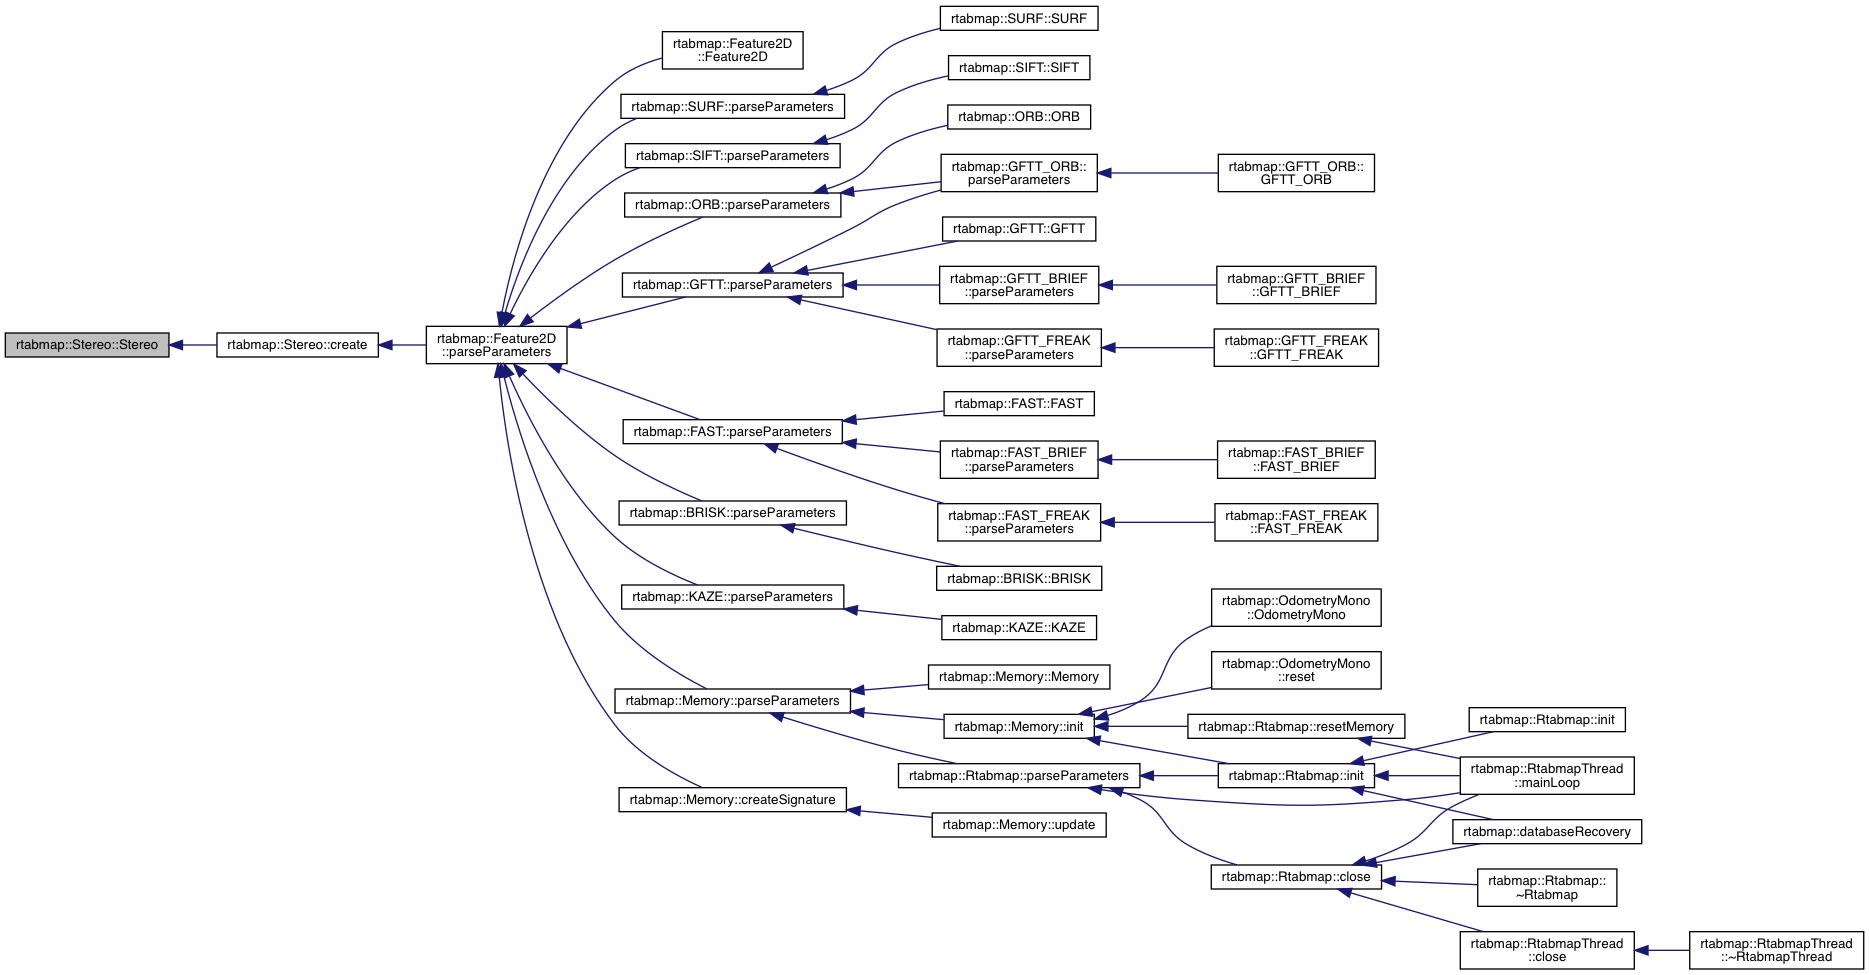 rtabmap::Stereo::Stereo
rtabmap::Stereo::create
rtabmap::Feature2D
::parseParameters
rtabmap::Feature2D
::Feature2D
rtabmap::SURF::parseParameters
rtabmap::SIFT::parseParameters
rtabmap::ORB::parseParameters
rtabmap::GFTT::parseParameters
rtabmap::FAST::parseParameters
rtabmap::BRISK::parseParameters
rtabmap::KAZE::parseParameters
rtabmap::Memory::parseParameters
rtabmap::Memory::createSignature
rtabmap::SURF::SURF
rtabmap::SIFT::SIFT
rtabmap::ORB::ORB
rtabmap::GFTT_ORB::
parseParameters
rtabmap::GFTT::GFTT
rtabmap::GFTT_BRIEF
::parseParameters
rtabmap::GFTT_FREAK
::parseParameters
rtabmap::FAST::FAST
rtabmap::FAST_BRIEF
::parseParameters
rtabmap::FAST_FREAK
::parseParameters
rtabmap::BRISK::BRISK
rtabmap::KAZE::KAZE
rtabmap::Memory::Memory
rtabmap::Memory::init
rtabmap::Rtabmap::parseParameters
rtabmap::Memory::update
rtabmap::GFTT_ORB::
GFTT_ORB
rtabmap::GFTT_BRIEF
::GFTT_BRIEF
rtabmap::GFTT_FREAK
::GFTT_FREAK
rtabmap::FAST_BRIEF
::FAST_BRIEF
rtabmap::FAST_FREAK
::FAST_FREAK
rtabmap::OdometryMono
::OdometryMono
rtabmap::OdometryMono
::reset
rtabmap::Rtabmap::resetMemory
rtabmap::Rtabmap::init
rtabmap::Rtabmap::close
rtabmap::Rtabmap::init
rtabmap::RtabmapThread
::mainLoop
rtabmap::databaseRecovery
rtabmap::Rtabmap::
~Rtabmap
rtabmap::RtabmapThread
::close
rtabmap::RtabmapThread
::~RtabmapThread